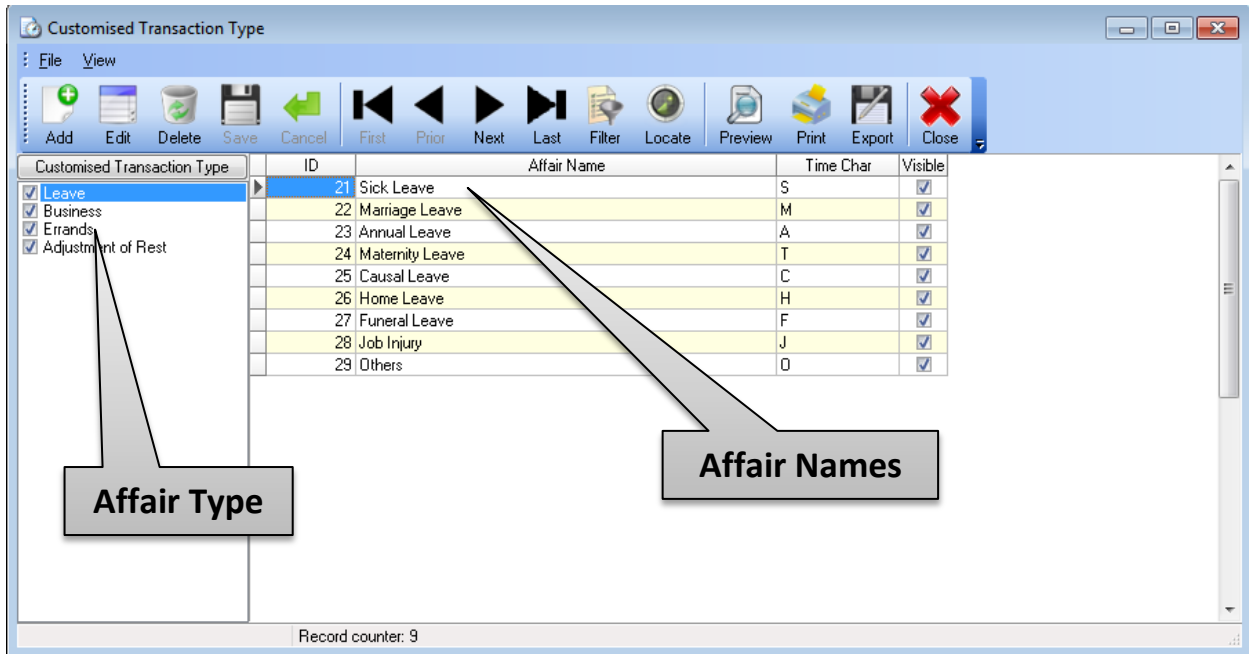 Customised Transaction Type
File View
Add Edit Delete Save Cancel First Prior Next Last Filter Locate Preview Print Export Close
Customised Transaction Type ID Affair Name Time Char Visible
Leave
Business
Errands
Adjustment of Rest
21 Sick Leave S
22 Marriage Leave M
23 Annual Leave A
24 Maternity Leave T
25 Causal Leave C
26 Home Leave H
27 Funeral Leave F
28 Job Injury J
29 Others O
Affair Names
Affair Type
Record counter: 9